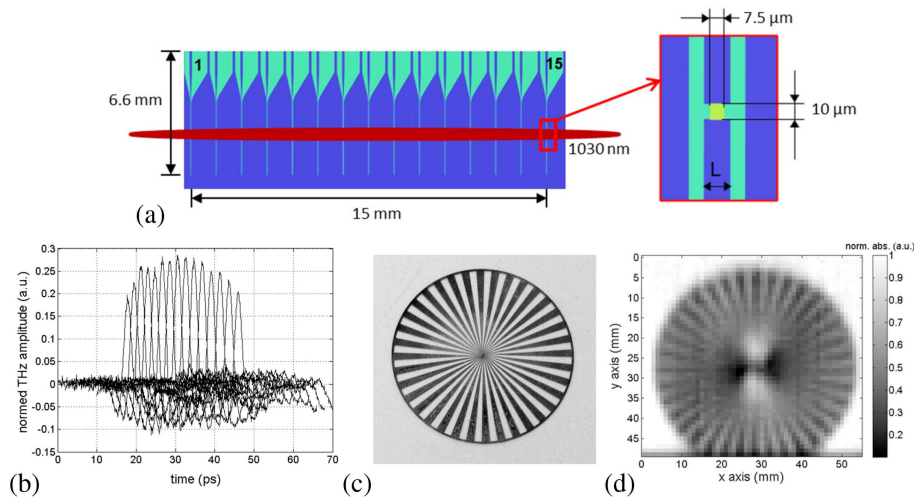 1
15
6.6 mm
1030 nm
15 mm
(a)
7.5 µm
10 µm
L
normed THz amplitude (a.u.)
0.3
0.25
0.2
0.15
0.1
0.05
0
-0.05
-0.1
-0.15
0 10 20 30 40 50 60 70
time (ps)
(b)
(c)
norm. abs. (a.u.)
y axis (mm)
0
5
10
15
20
25
30
35
40
45
0 10 20 30 40 50
x axis (mm)
1
0.9
0.8
0.7
0.6
0.5
0.4
0.3
0.2
(d)